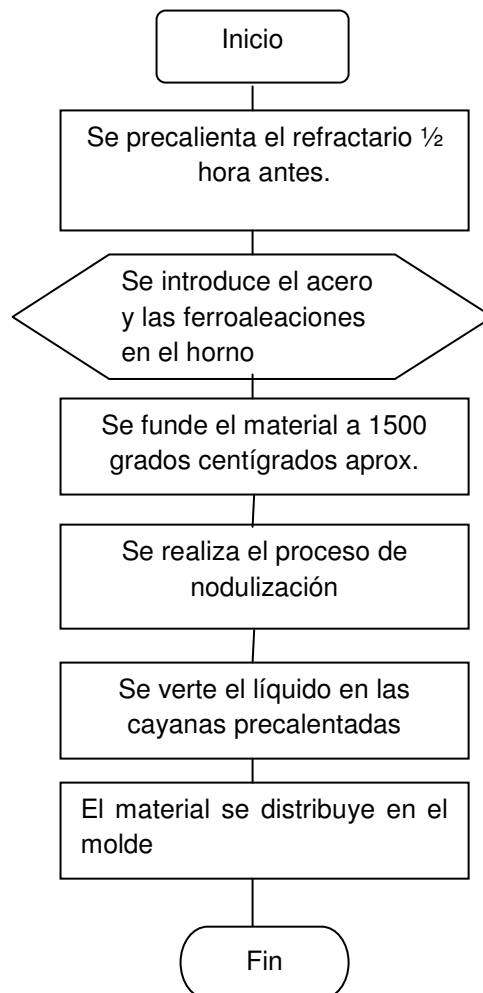 Inicio
Se precalienta el refractario ½
hora antes.
Se introduce el acero
y las ferroaleaciones
en el horno
Se funde el material a 1500
grados centígrados aprox.
Se realiza el proceso de
nodulización
Se verte el líquido en las
cayanas precalentadas
El material se distribuye en el
molde
Fin